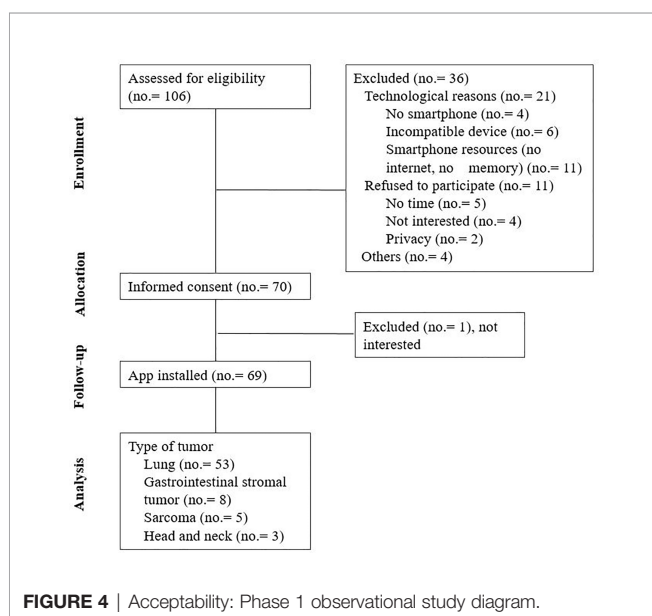 Enrollment
Assessed for eligibility
(no.= 106)
Excluded (no.= 36)
Technological reasons (no.= 21)
No smartphone (no.= 4)
Incompatible device (no.= 6)
Smartphone resources (no
internet, no memory) (no.= 11)
Refused to participate (no.= 11)
No time (no.= 5)
Not interested (no.= 4)
Privacy (no.= 2)
Others (no.= 4)
Allocation
Informed consent (no.= 70)
Excluded (no.= 1), not
interested
Follow-up
App installed (no.= 69)
Analysis
Type of tumor
Lung (no.= 53)
Gastrointestinal stromal
tumor (no.= 8)
Sarcoma (no.= 5)
Head and neck (no.= 3)
FIGURE 4 | Acceptability: Phase 1 observational study diagram.